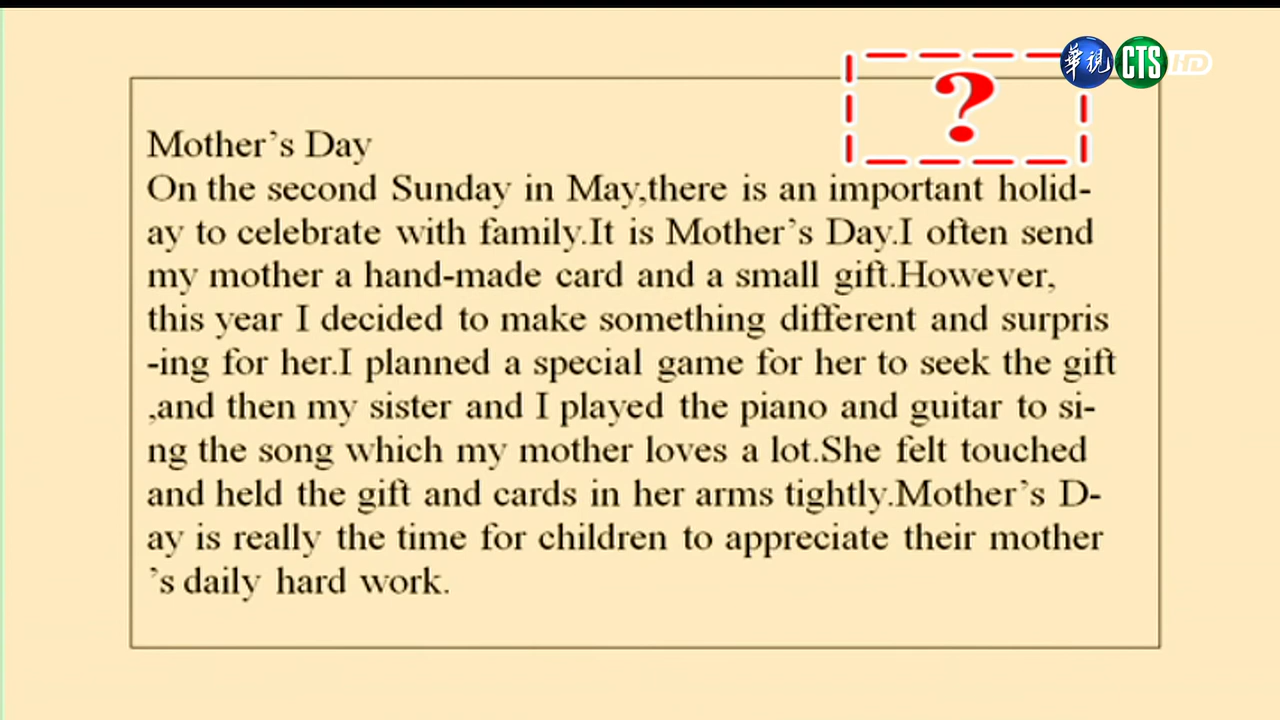 華視 CTS HD
?
Mother’s Day
On the second Sunday in May,there is an important holid-
ay to celebrate with family.It is Mother’s Day.I often send
my mother a hand-made card and a small gift.However,
this year I decided to make something different and surpris
-ing for her.I planned a special game for her to seek the gift
,and then my sister and I played the piano and guitar to si-
ng the song which my mother loves a lot.She felt touched
and held the gift and cards in her arms tightly.Mother’s D-
ay is really the time for children to appreciate their mother
’s daily hard work.